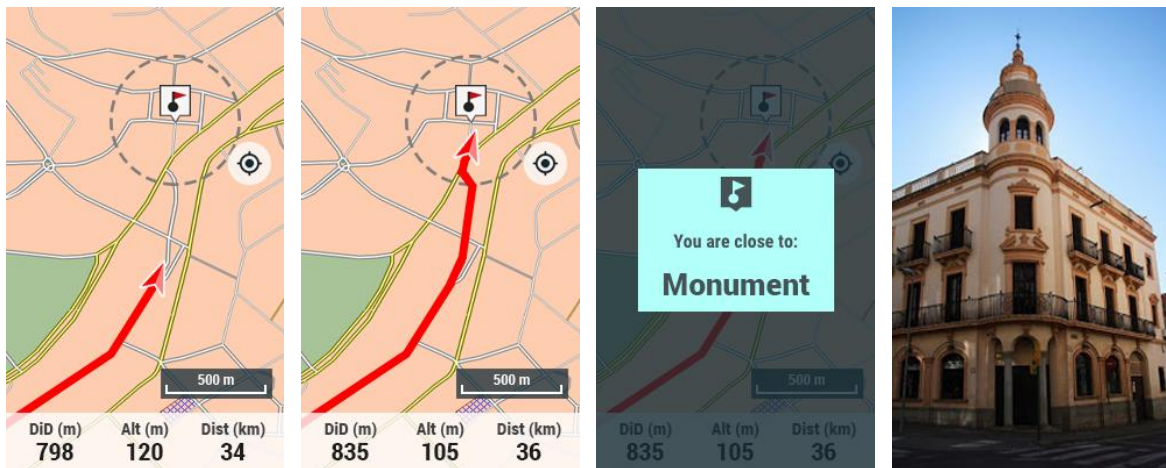 500 m
DiD (m) Alt (m) Dist (km)
798 120 34
500 m
DiD (m) Alt (m) Dist (km)
835 105 36
You are close to:
Monument
500 m
DiD (m) Alt (m) Dist (km)
835 105 36